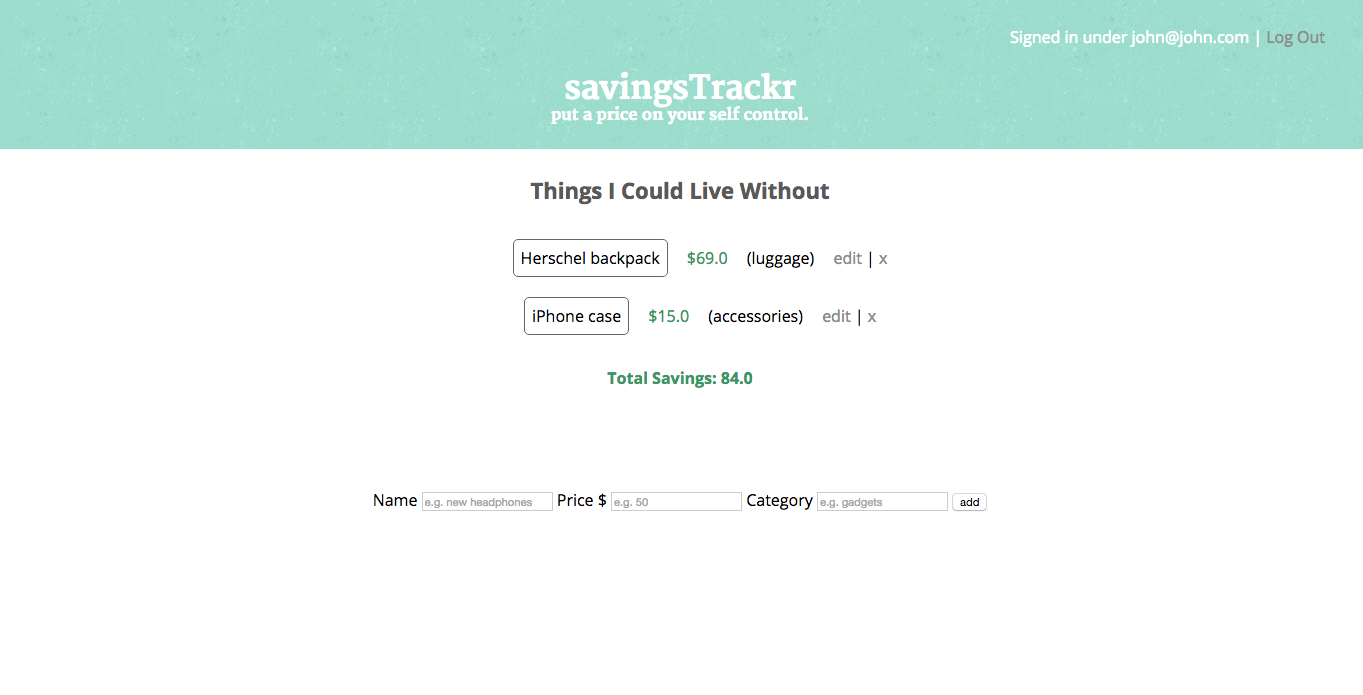 Signed in under john@john.com | Log Out
savingsTrackr
put a price on your self control.
Things I Could Live Without
Herschel backpack $69.0 (luggage) edit | x
iPhone case $15.0 (accessories) edit | x
Total Savings: 84.0
Name e.g. new headphones Price $ e.g. 50 Category e.g. gadgets add